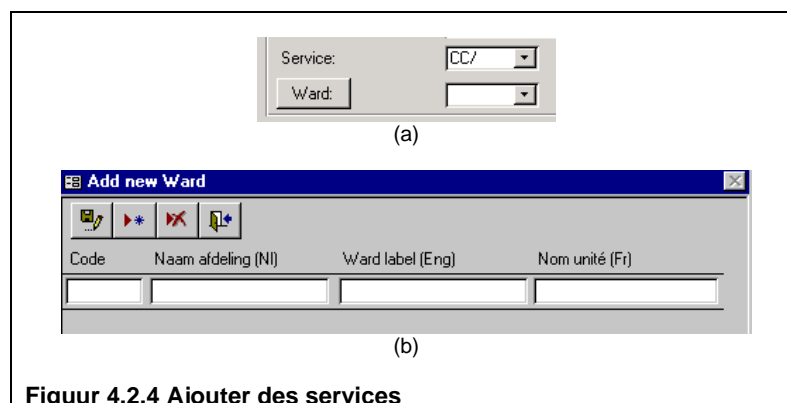 Service: CC/
Ward:
(a)
Add new Ward
Code Naam afdeling (Nl) Ward label (Eng) Nom unité (Fr)
(b)
Figuur 4.2.4 Ajouter des services